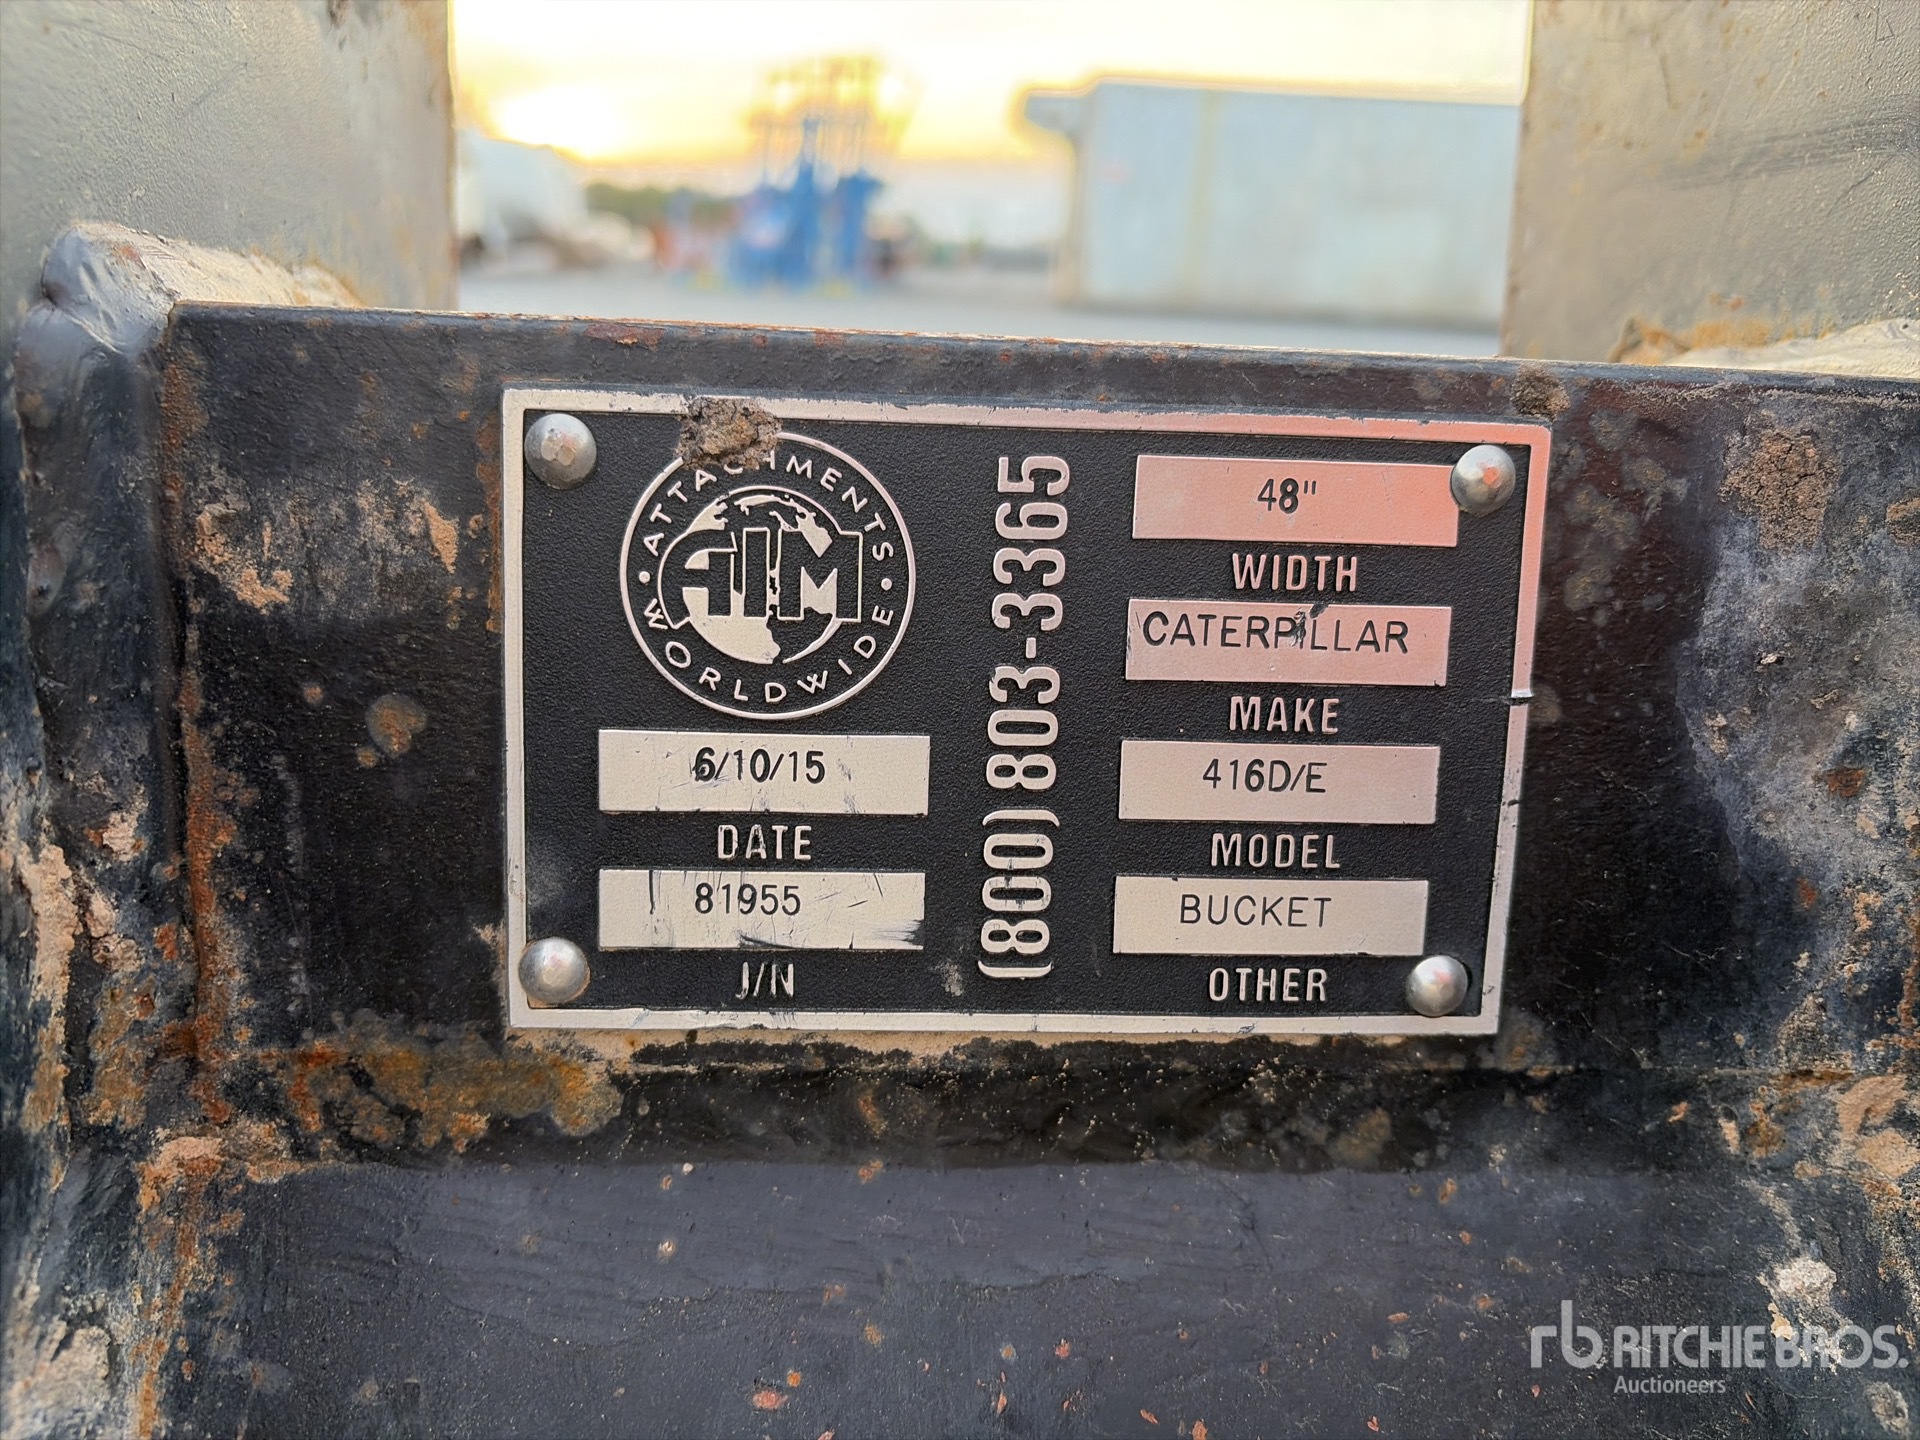 ATTACHMENTS
AIM
WORLDWIDE
6/10/15
DATE
81955
J/N
(800) 803-3365
48"
WIDTH
CATERPILLAR
MAKE
416D/E
MODEL
BUCKET
OTHER
rb RITCHIE BROS.
Auctioneers